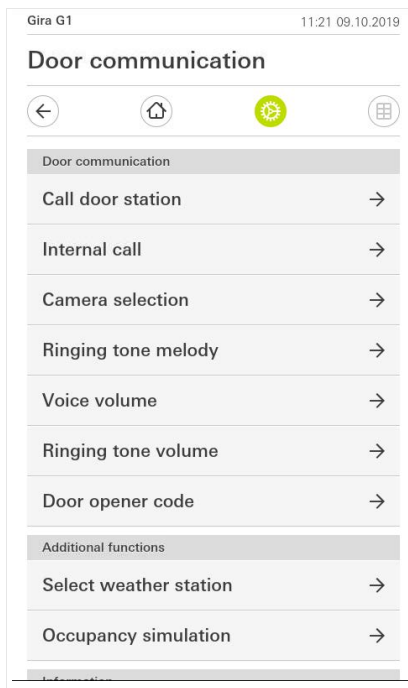 Gira G1 11:21 09.10.2019
Door communication
Door communication
Call door station
Internal call
Camera selection
Ringing tone melody
Voice volume
Ringing tone volume
Door opener code
Additional functions
Select weather station
Occupancy simulation
Information